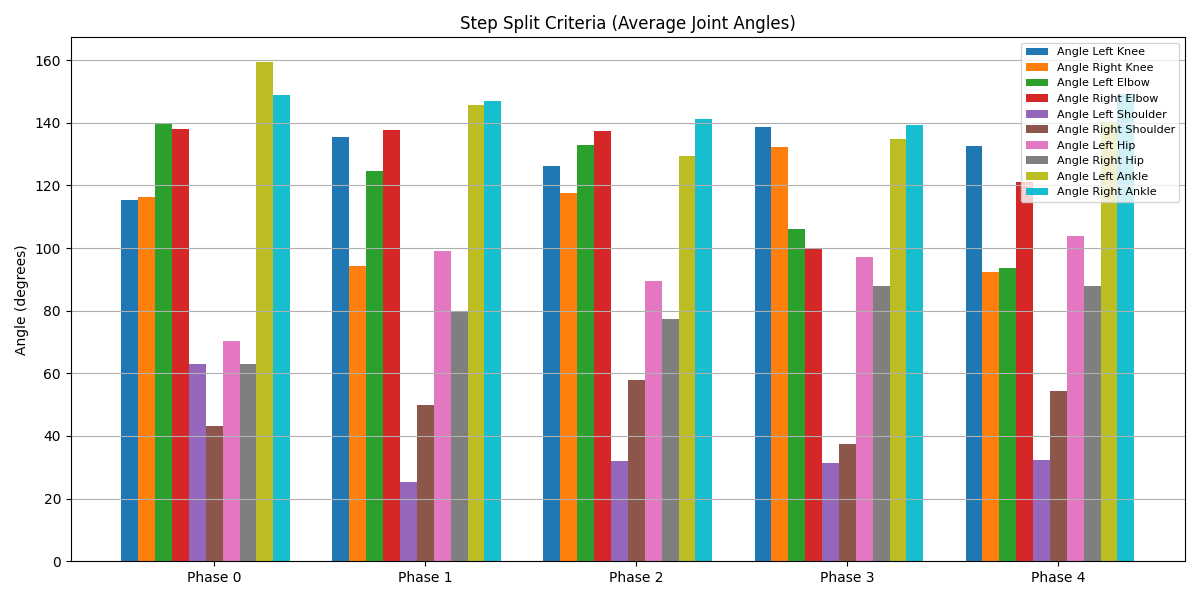 Step Split Criteria (Average Joint Angles)
Angle (degrees)
160
140
120
100
80
60
40
20
0
Phase 0
Phase 1
Phase 2
Phase 3
Phase 4
Angle Left Knee
Angle Right Knee
Angle Left Elbow
Angle Right Elbow
Angle Left Shoulder
Angle Right Shoulder
Angle Left Hip
Angle Right Hip
Angle Left Ankle
Angle Right Ankle